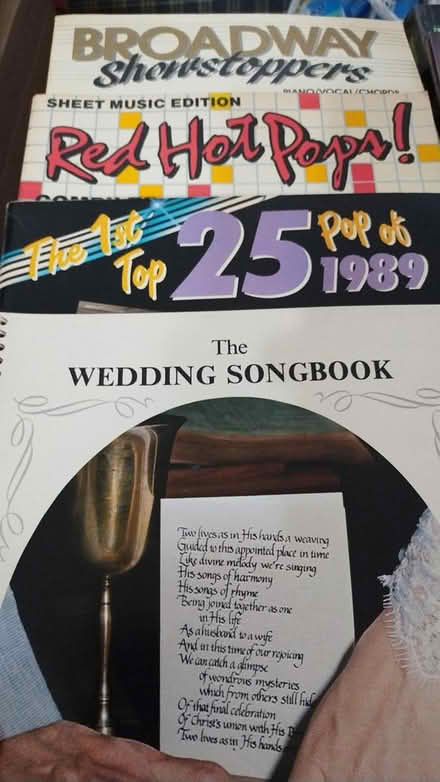 BROADWAY
Showstoppers
PIANO/VOCAL/CHORDS
SHEET MUSIC EDITION
Red Hot Pops!
The 1st
Top
25
Pop of
1989
The
WEDDING SONGBOOK
Two lives as in His hands a weaving
Guided to this appointed place in time
Like divine melody we're singing
His songs of harmony
His songs of rhyme
Being joined together as one
in His life
As a husband to a wife
And in this time of our rejoicing
We can catch a glimpse
of wondrous mysteries
which from others still hid
Of that final celebration
Of Christ's union with His
Two lives as in His hands